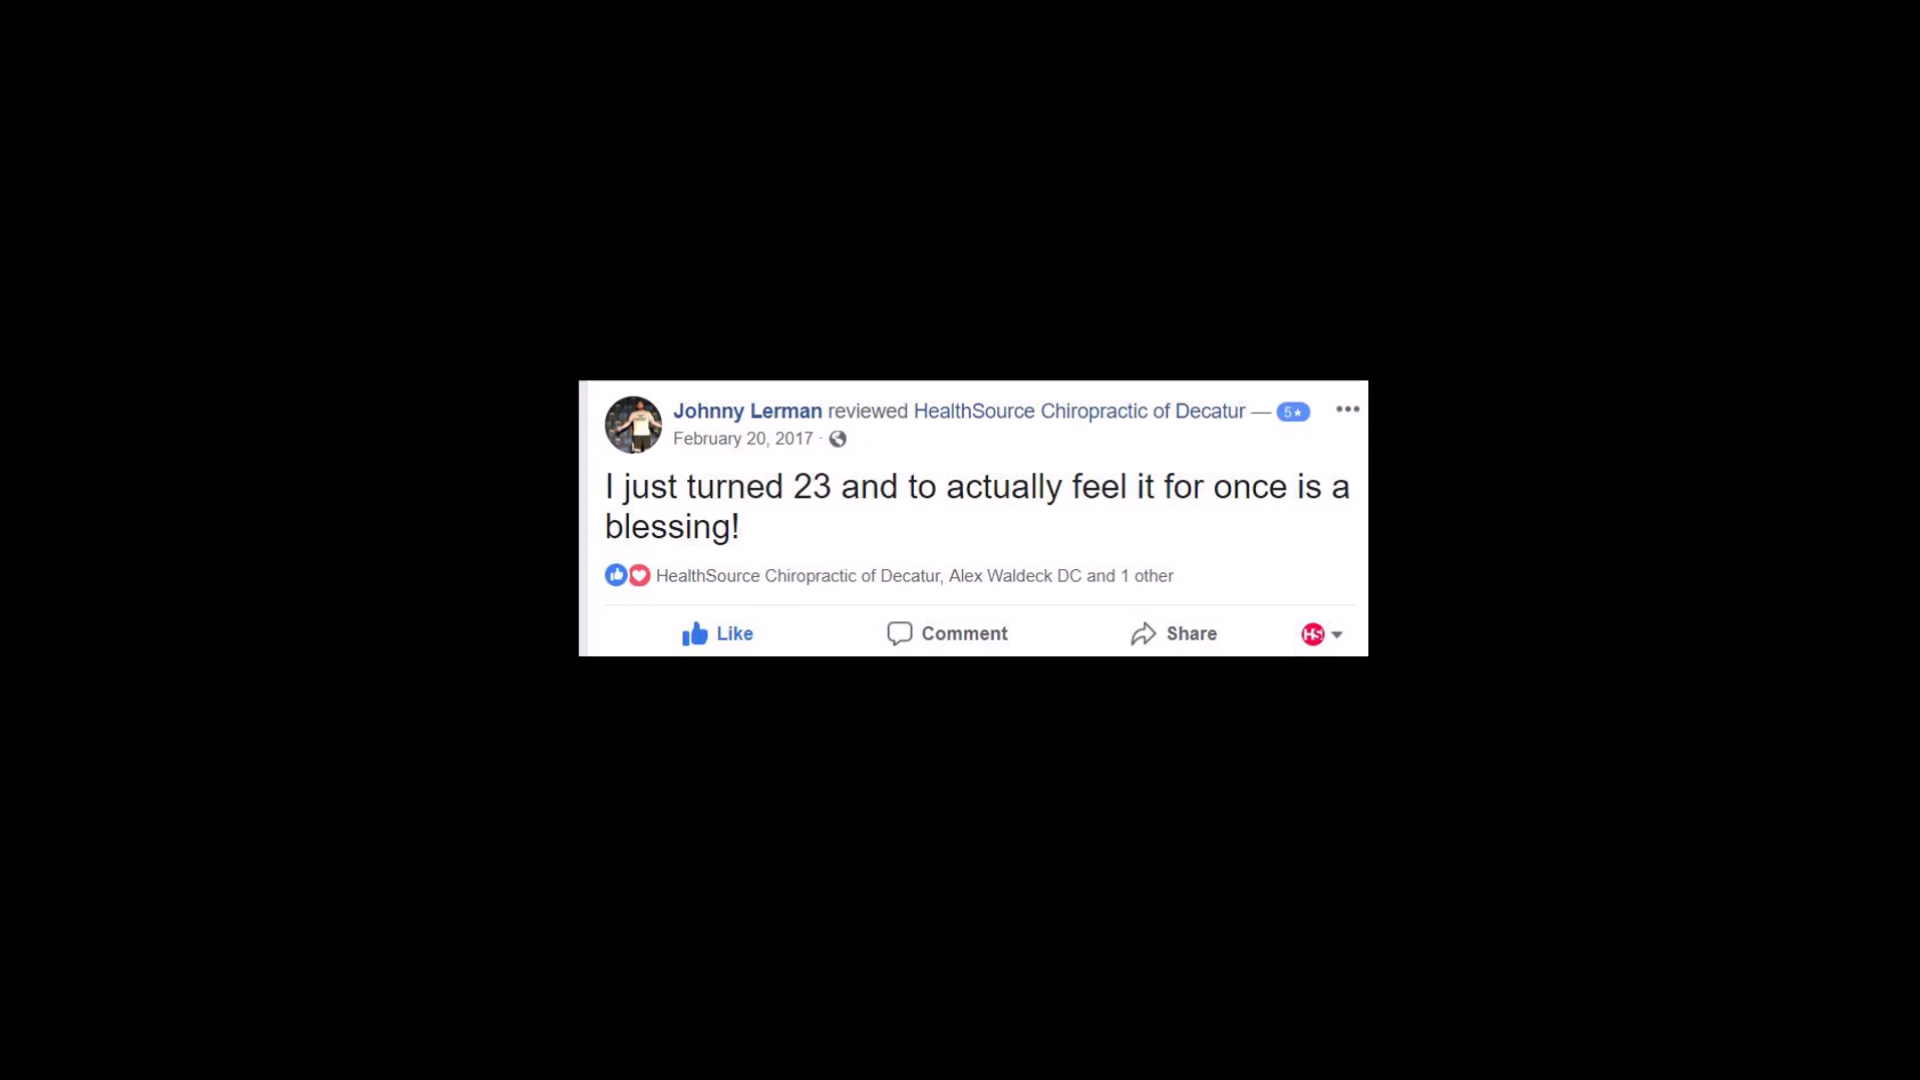 Johnny Lerman reviewed HealthSource Chiropractic of Decatur — 5★
February 20, 2017 ·
I just turned 23 and to actually feel it for once is a
blessing!
HealthSource Chiropractic of Decatur, Alex Waldeck DC and 1 other
Like Comment Share HS